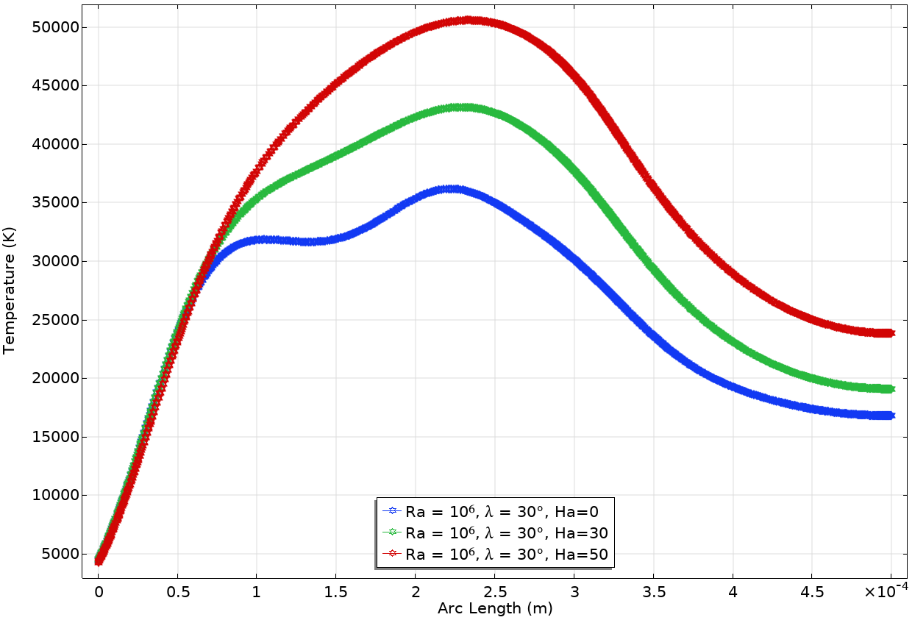 50000
45000
40000
35000
30000
25000
20000
15000
10000
5000
Temperature (K)
Ra = 10⁶, λ = 30°, Ha=0
Ra = 10⁶, λ = 30°, Ha=30
Ra = 10⁶, λ = 30°, Ha=50
0 0.5 1 1.5 2 2.5 3 3.5 4 4.5 ×10⁻⁴
Arc Length (m)